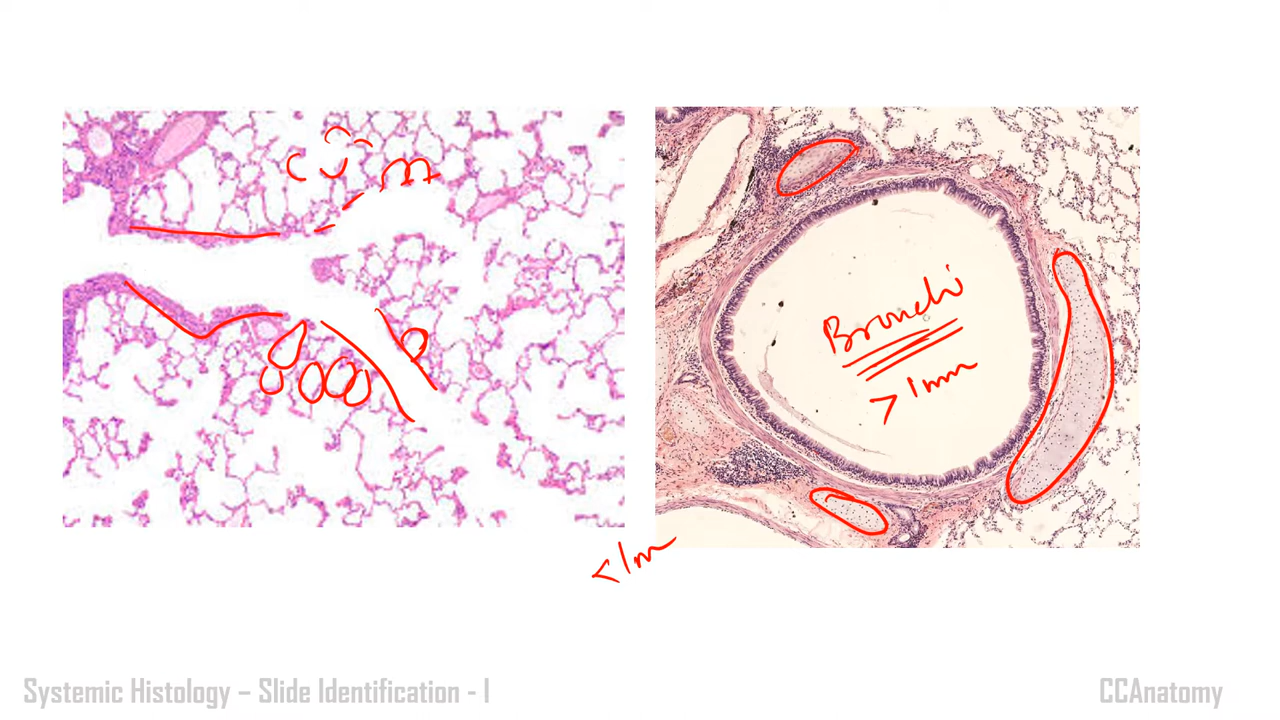 Bronchi
> 1mm
< 1m
Systemic Histology – Slide Identification - I
CCAnatomy